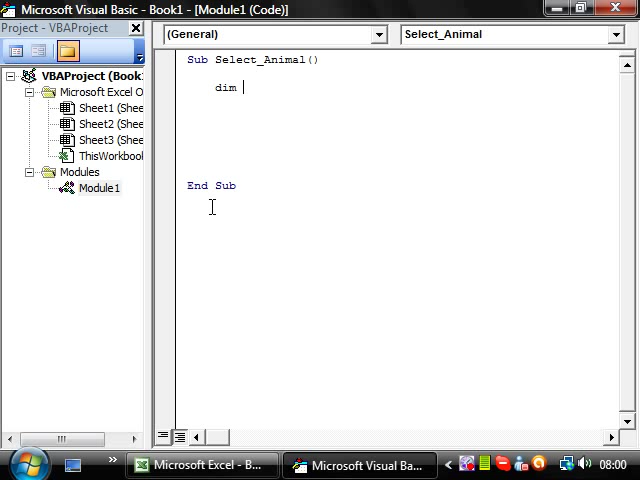 Microsoft Visual Basic - Book1 - [Module1 (Code)]
Project - VBAProject
(General)
Select_Animal
VBAProject (Book1
Microsoft Excel O
Sheet1 (Shee
Sheet2 (Shee
Sheet3 (Shee
ThisWorkbool
Modules
Module1
Sub Select_Animal()
dim
End Sub
Microsoft Excel - B...
Microsoft Visual Ba...
08:00